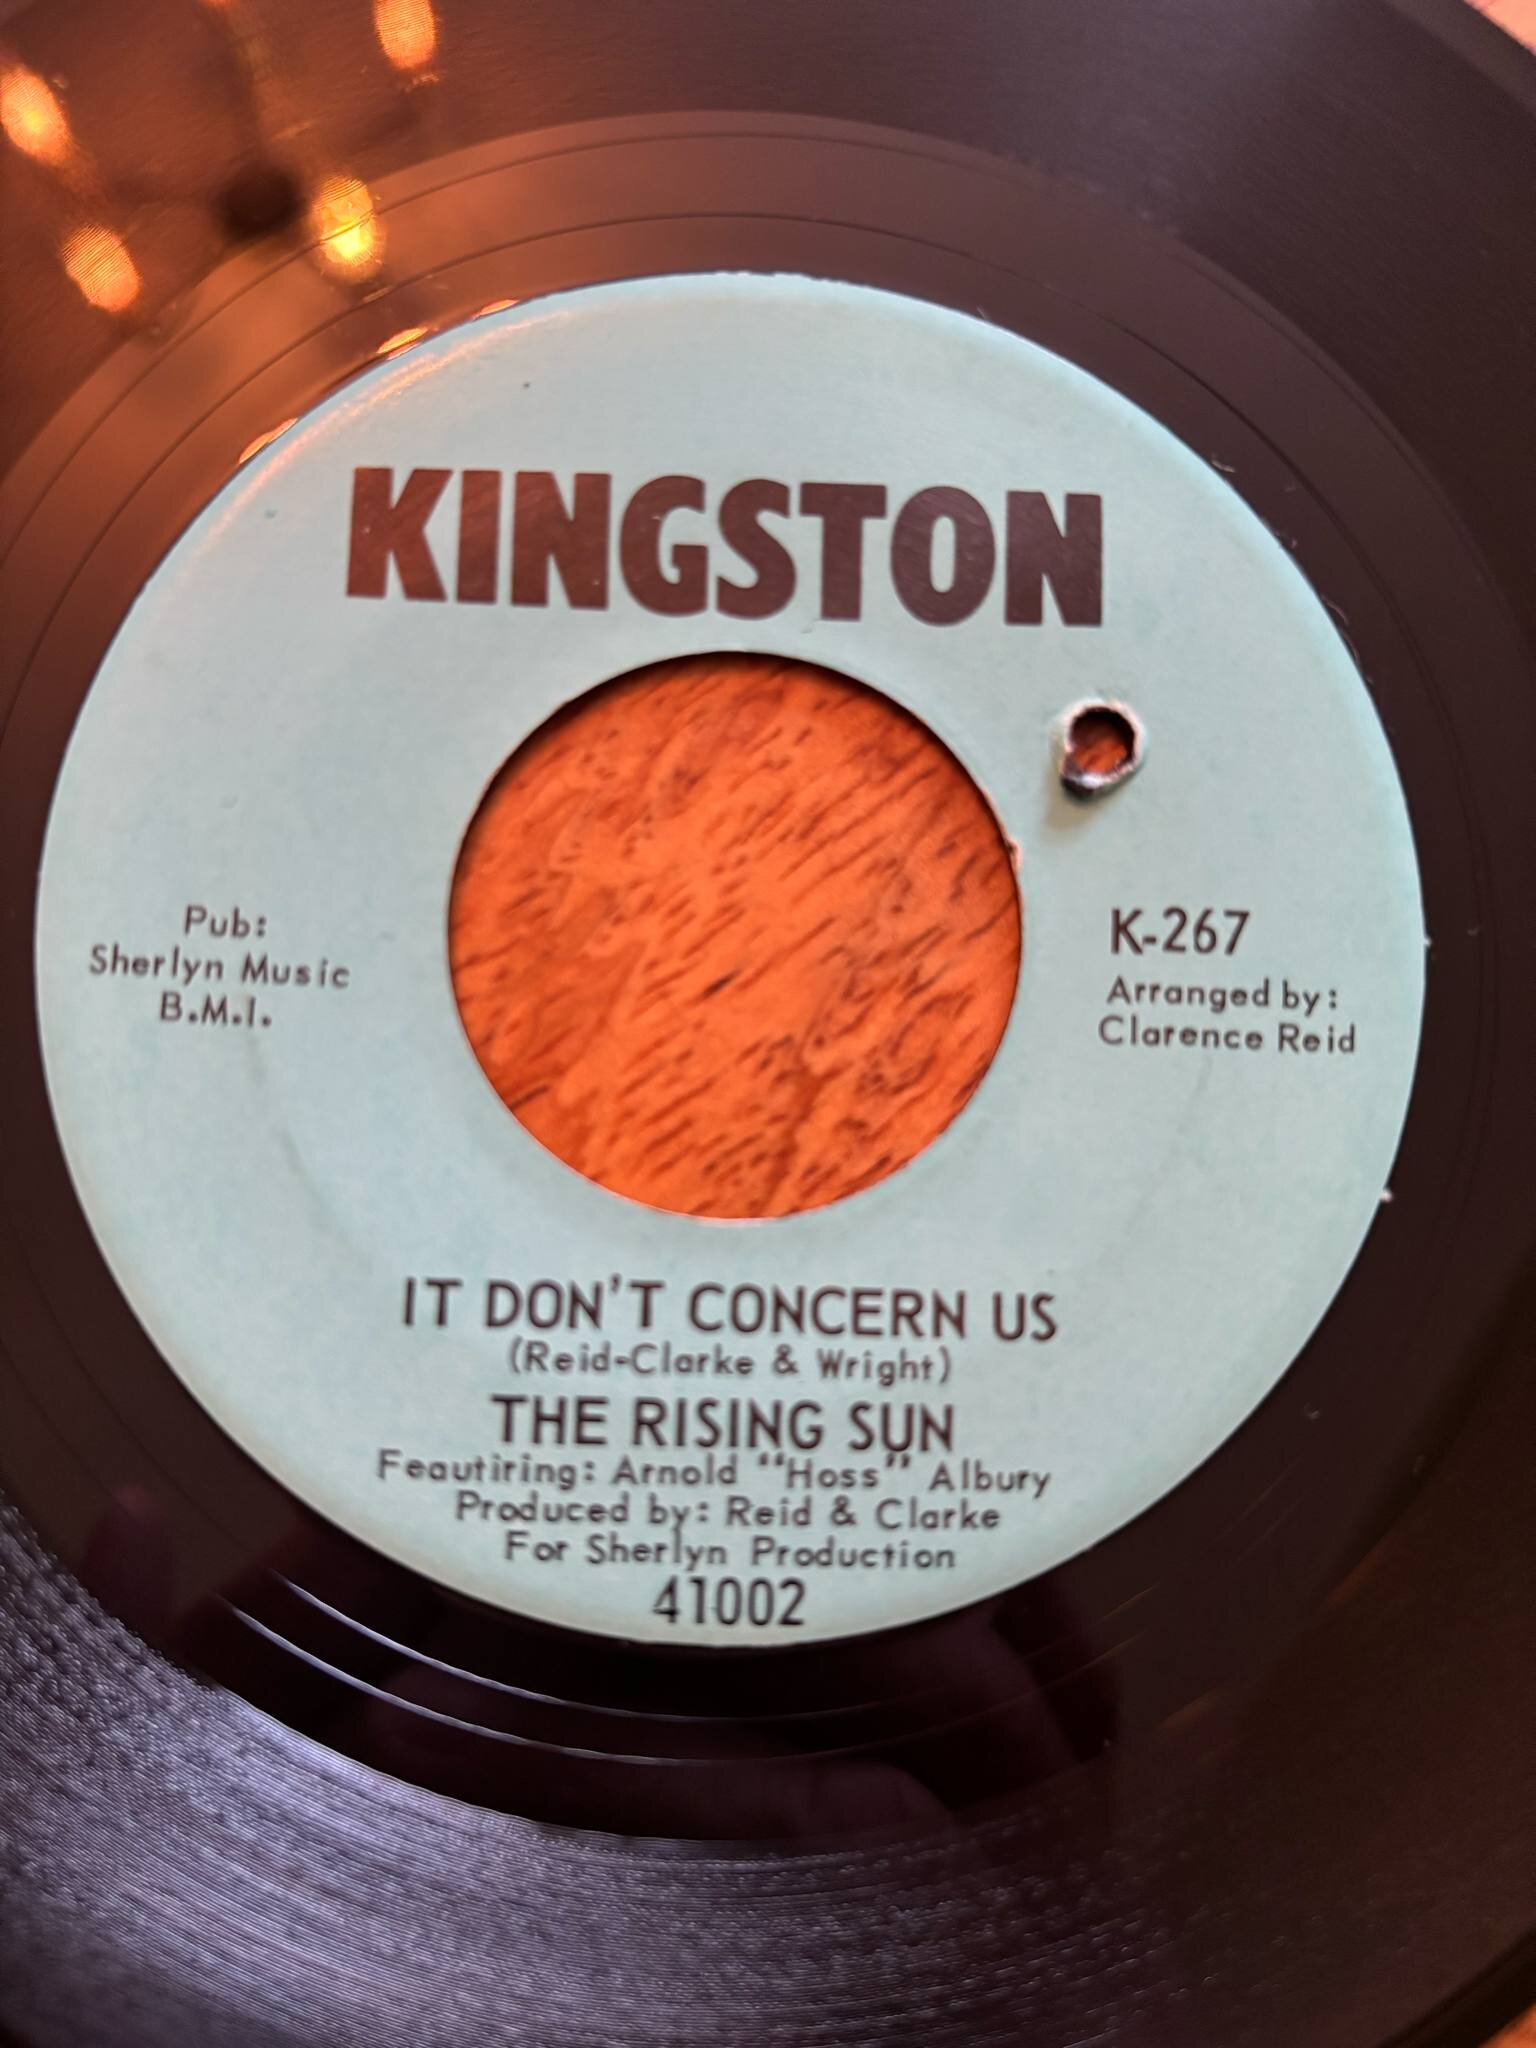 KINGSTON
Pub:
Sherlyn Music
B.M.I.
K-267
Arranged by:
Clarence Reid
IT DON'T CONCERN US
(Reid-Clarke & Wright)
THE RISING SUN
Feautiring: Arnold "Hoss" Albury
Produced by: Reid & Clarke
For Sherlyn Production
41002